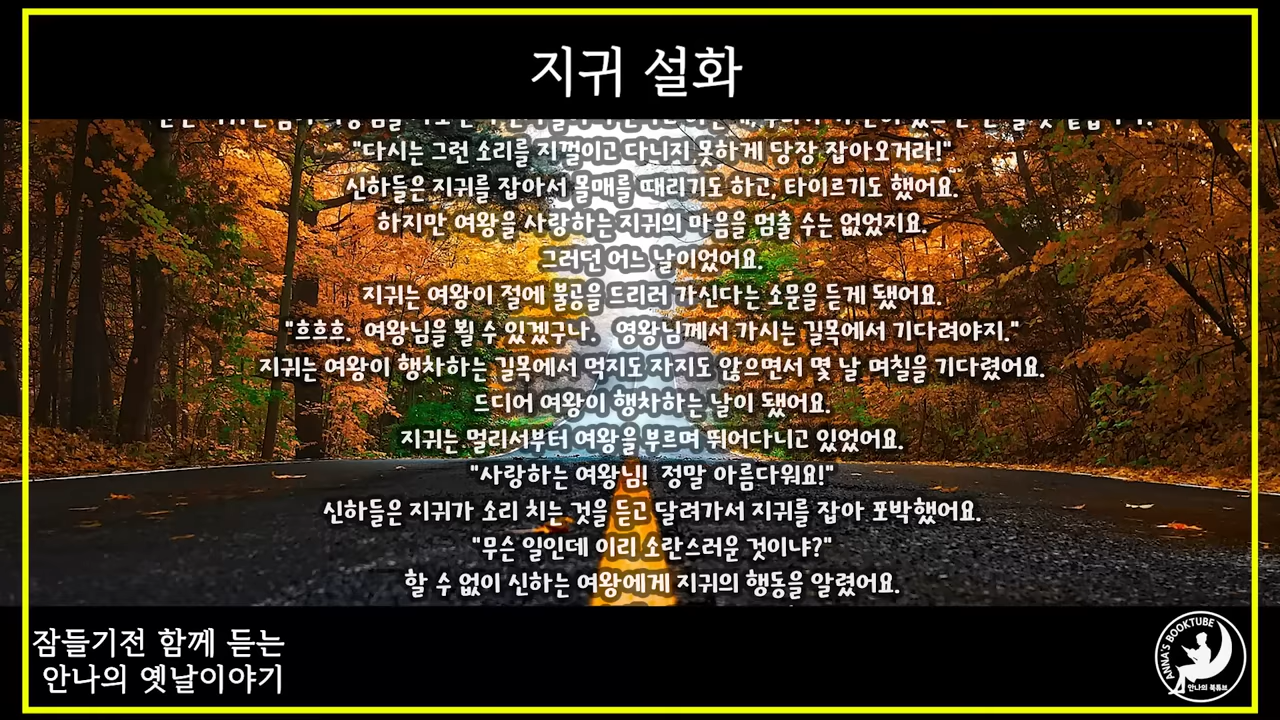 지귀 설화
"다시는 그런 소리를 지껄이고 다니지 못하게 당장 잡아오거라!"
신하들은 지귀를 잡아서 몰매를 때리기도 하고, 타이르기도 했어요.
하지만 여왕을 사랑하는 지귀의 마음을 멈출 수는 없었지요.
그러던 어느 날이었어요.
지귀는 여왕이 절에 불공을 드리러 가신다는 소문을 듣게 됐어요.
"흐흐흐. 여왕님을 뵐 수 있겠구나. 영왕님께서 가시는 길목에서 기다려야지."
지귀는 여왕이 행차하는 길목에서 먹지도 자지도 않으면서 몇 날 며칠을 기다렸어요.
드디어 여왕이 행차하는 날이 됐어요.
지귀는 멀리서부터 여왕을 부르며 뛰어다니고 있었어요.
"사랑하는 여왕님! 정말 아름다워요!"
신하들은 지귀가 소리 치는 것을 듣고 달려가서 지귀를 잡아 포박했어요.
"무슨 일인데 이리 소란스러운 것이냐?"
할 수 없이 신하는 여왕에게 지귀의 행동을 알렸어요.
잠들기전 함께 듣는
안나의 옛날이야기
ANNA'S BOOKTUBE
안나의 북튜브